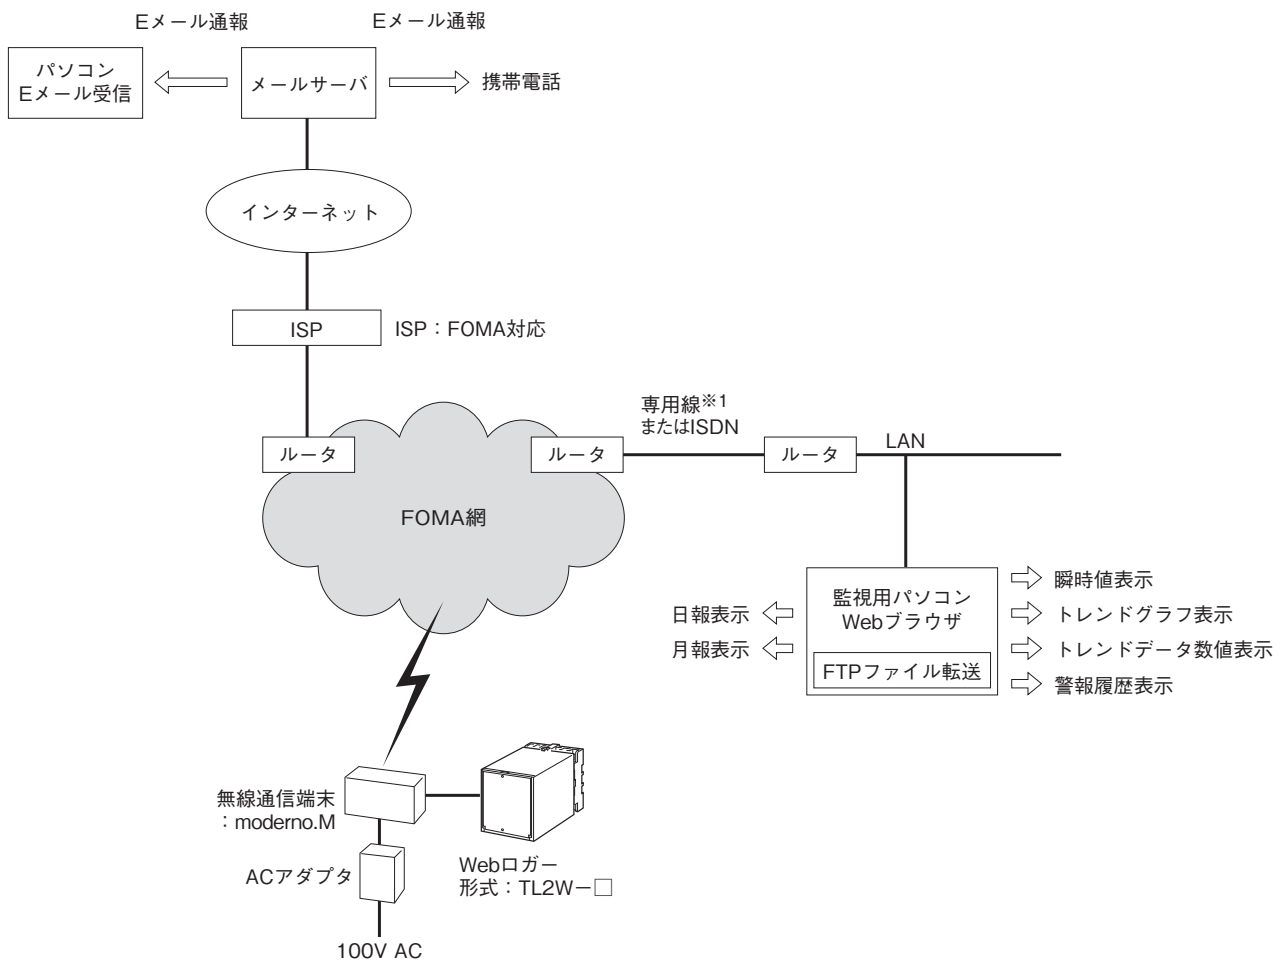 Eメール通報
Eメール通報
パソコン
Eメール受信
メールサーバ
携帯電話
インターネット
ISP
ISP：FOMA対応
専用線※1
またはISDN
ルータ
ルータ
ルータ
LAN
FOMA網
監視用パソコン
Webブラウザ
FTPファイル転送
日報表示
月報表示
瞬時値表示
トレンドグラフ表示
トレンドデータ数値表示
警報履歴表示
無線通信端末
：moderno.M
ACアダプタ
100V AC
Webロガー
形式：TL2W－□